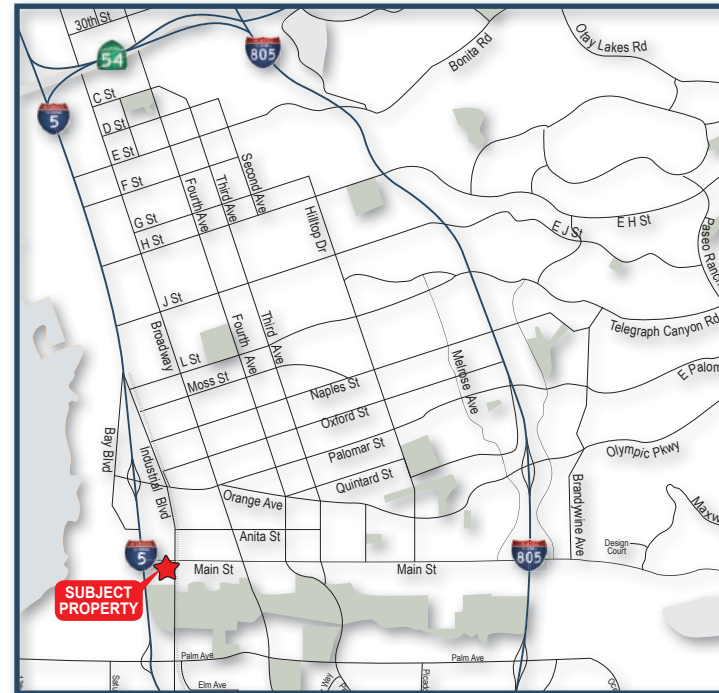 30th St
54
805
Bonita Rd
Otay Lakes Rd
5
C St
D St
E St
F St
G St
H St
Second Ave
Third Ave
Fourth Ave
Hilltop Dr
E H St
E J St
Paseo Ranc
J St
Broadway
L St
Fourth Ave
Third Ave
Telegraph Canyon Rd
Moss St
Naples St
Melrose Ave
E Palom
Oxford St
Bay Blvd
Industrial Blvd
Palomar St
Olympic Pkwy
Quintard St
Orange Ave
Brandywine Ave
Maxw
Anita St
Design
Court
5
Main St
Main St
805
SUBJECT
PROPERTY
Palm Ave
Palm Ave
Satu
Elm Ave
Way
Picad